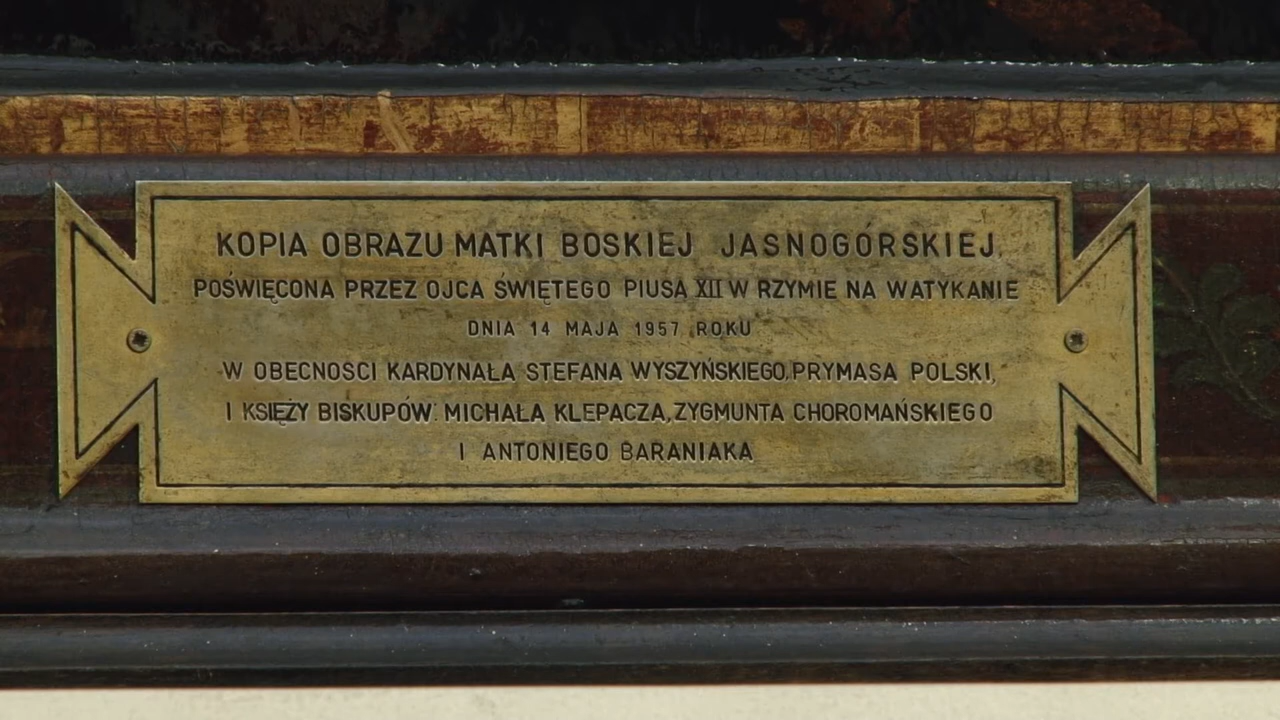 KOPIA OBRAZU MATKI BOSKIEJ JASNOGÓRSKIEJ,
POŚWIĘCONA PRZEZ OJCA ŚWIĘTEGO PIUSA XII W RZYMIE NA WATYKANIE
DNIA 14 MAJA 1957 ROKU
W OBECNOSCI KARDYNAŁA STEFANA WYSZYŃSKIEGO, PRYMASA POLSKI,
I KSIĘŻY BISKUPÓW: MICHAŁA KLEPACZA, ZYGMUNTA CHOROMAŃSKIEGO
I ANTONIEGO BARANIAKA